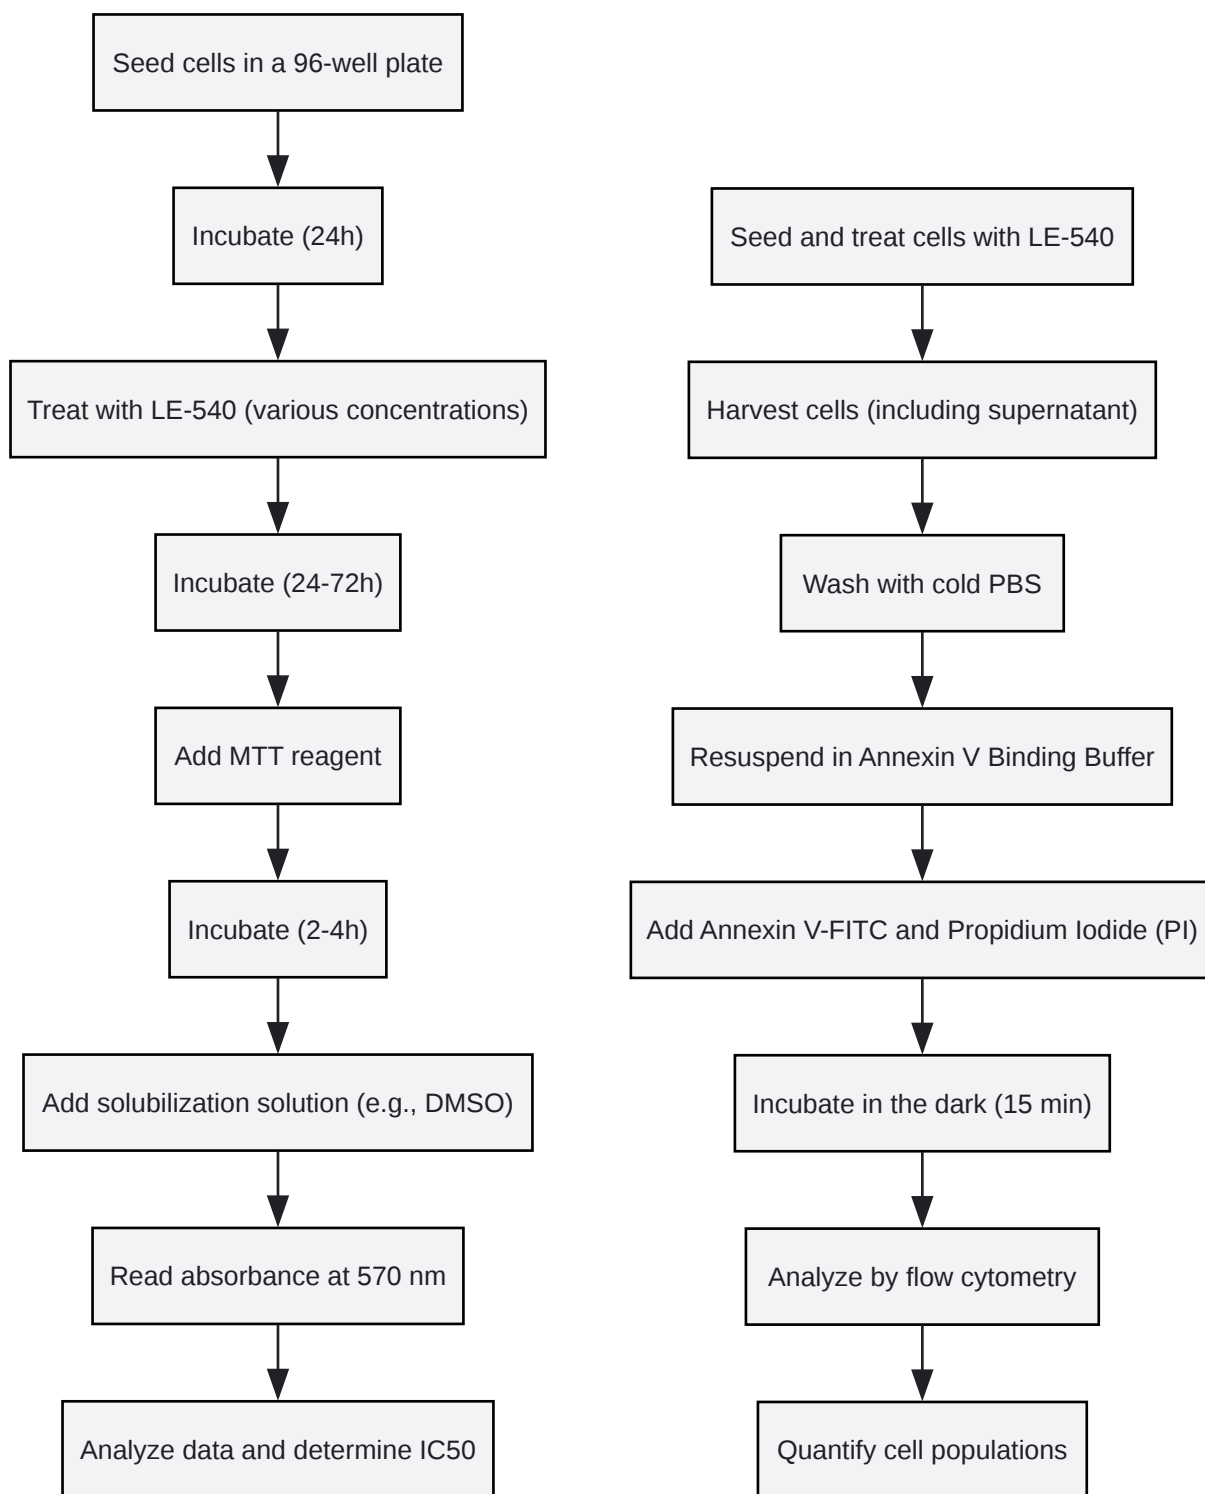 Seed cells in a 96-well plate
Incubate (24h)
Treat with LE-540 (various concentrations)
Incubate (24-72h)
Add MTT reagent
Incubate (2-4h)
Add solubilization solution (e.g., DMSO)
Read absorbance at 570 nm
Analyze data and determine IC50
Seed and treat cells with LE-540
Harvest cells (including supernatant)
Wash with cold PBS
Resuspend in Annexin V Binding Buffer
Add Annexin V-FITC and Propidium Iodide (PI)
Incubate in the dark (15 min)
Analyze by flow cytometry
Quantify cell populations